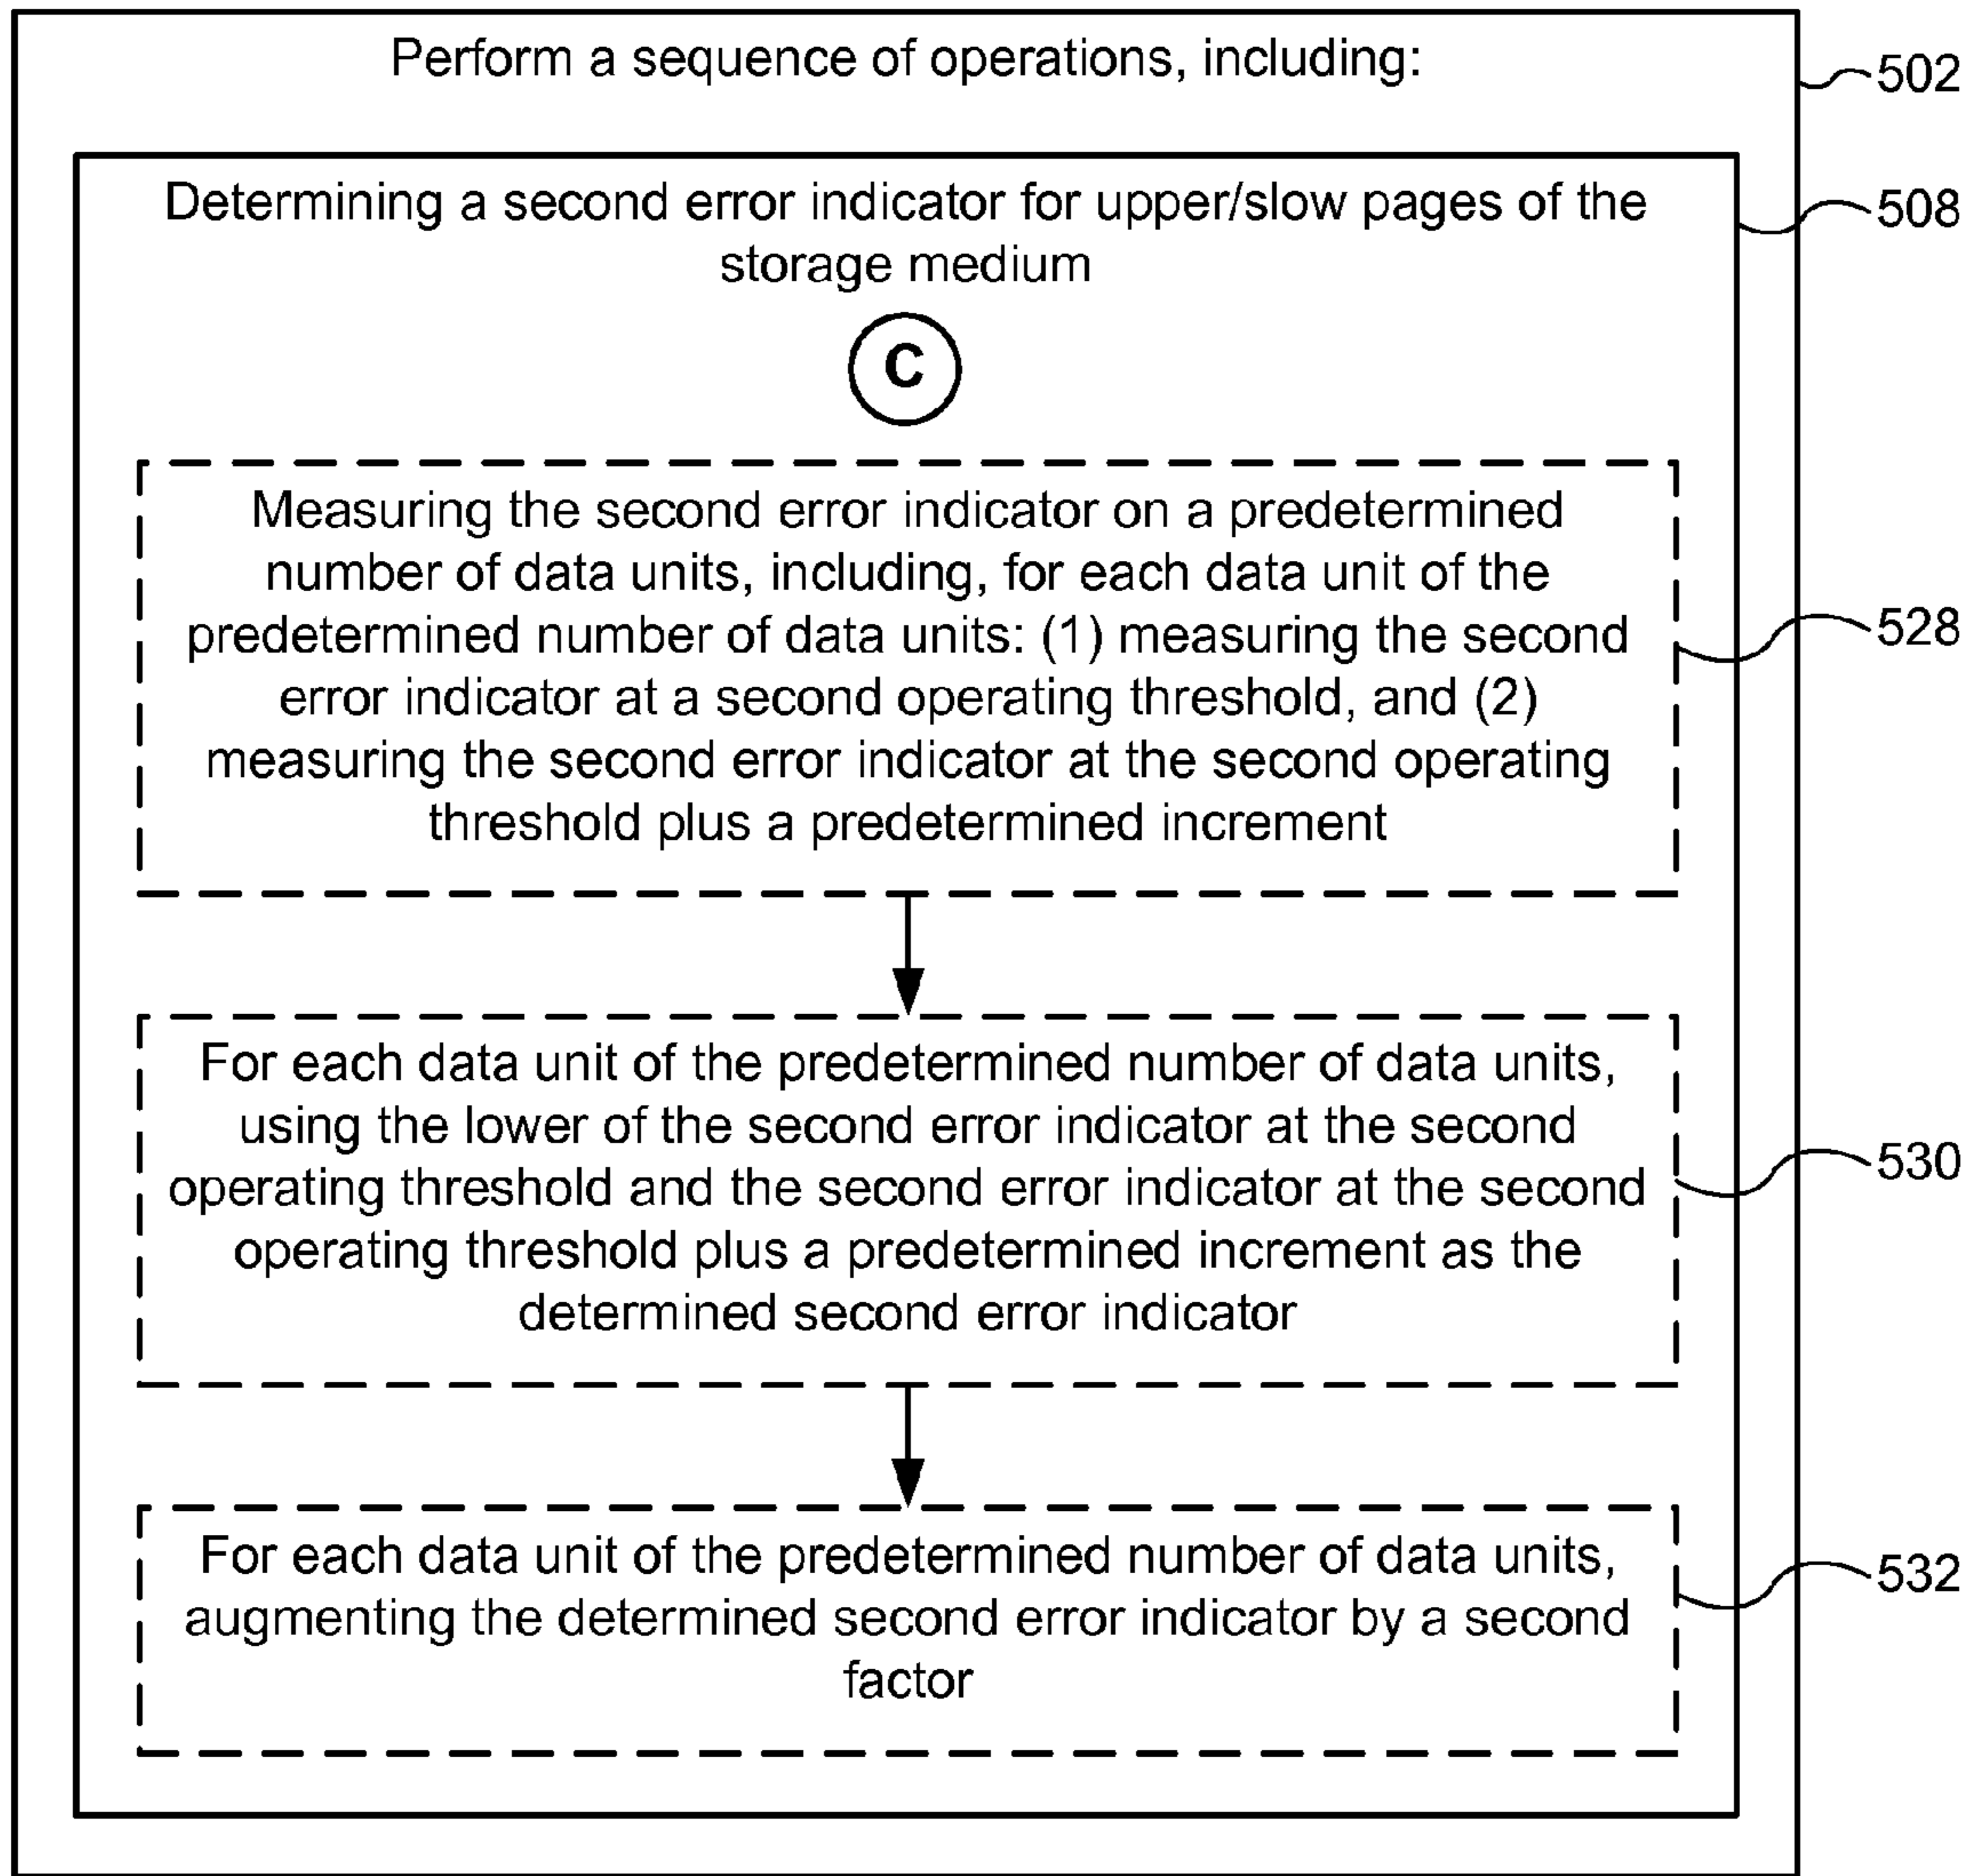 Perform a sequence of operations, including:
502
Determining a second error indicator for upper/slow pages of the
storage medium
508
C
Measuring the second error indicator on a predetermined
number of data units, including, for each data unit of the
predetermined number of data units: (1) measuring the second
error indicator at a second operating threshold, and (2)
measuring the second error indicator at the second operating
threshold plus a predetermined increment
528
For each data unit of the predetermined number of data units,
using the lower of the second error indicator at the second
operating threshold and the second error indicator at the second
operating threshold plus a predetermined increment as the
determined second error indicator
530
For each data unit of the predetermined number of data units,
augmenting the determined second error indicator by a second
factor
532